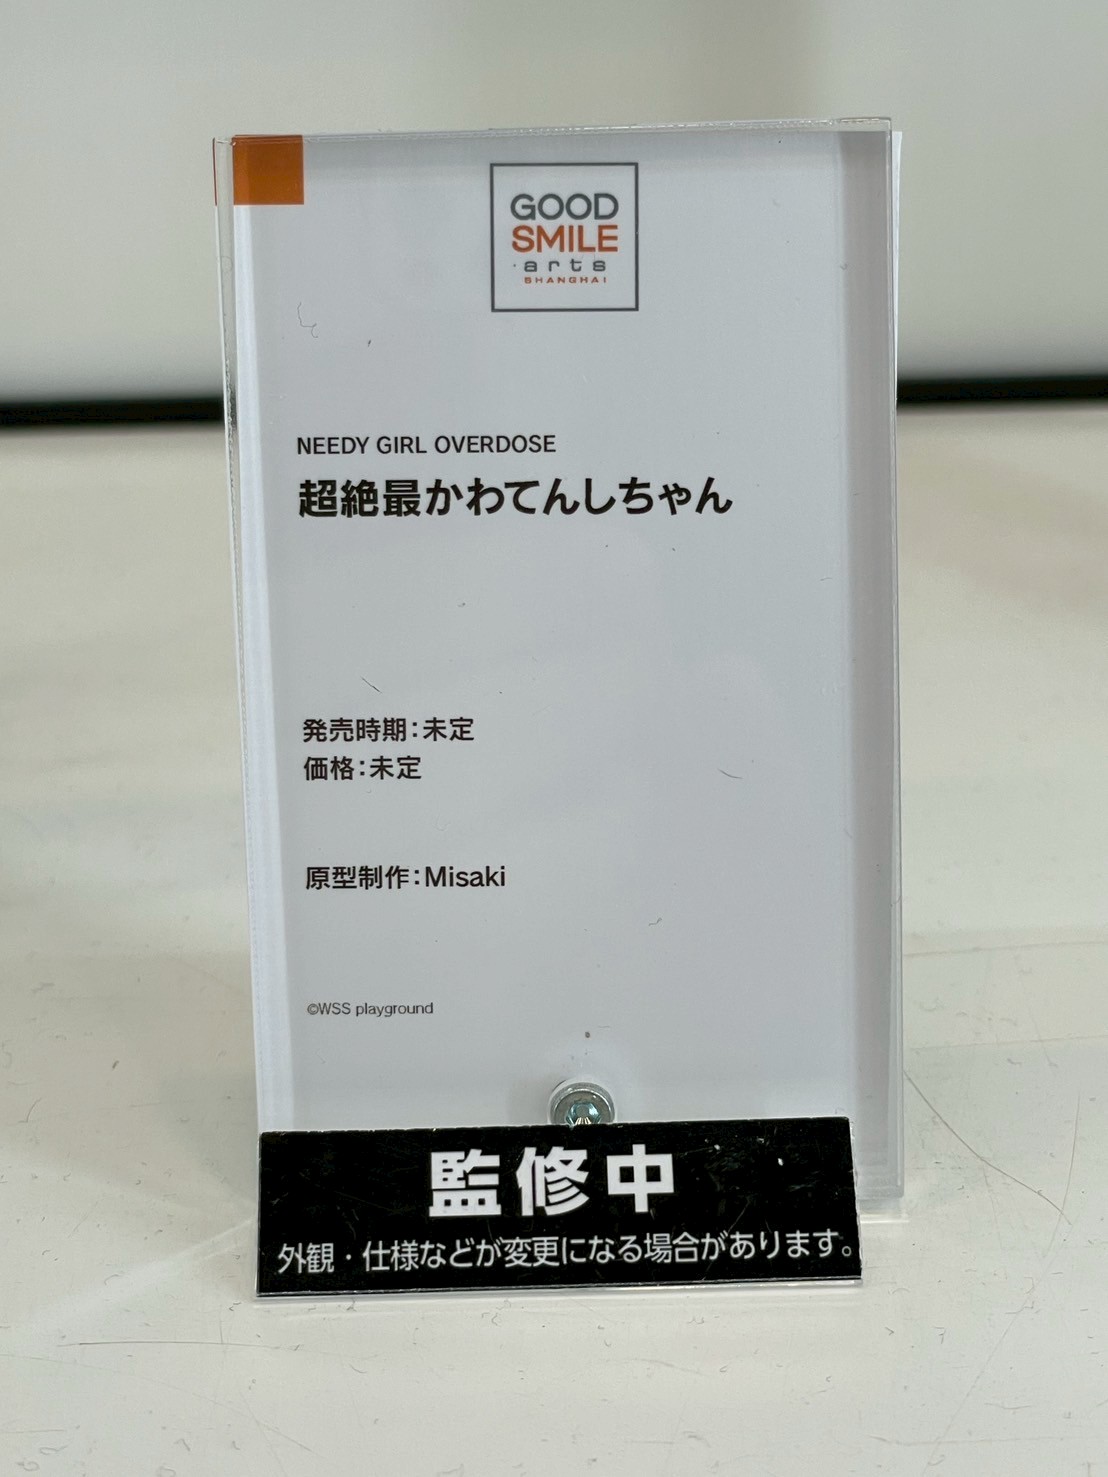 GOOD
SMILE
arts
SHANGHAI
NEEDY GIRL OVERDOSE
超絶最かわてんしちゃん
発売時期：未定
価格：未定
原型制作：Misaki
©WSS playground
監修中
外観・仕様などが変更になる場合があります。